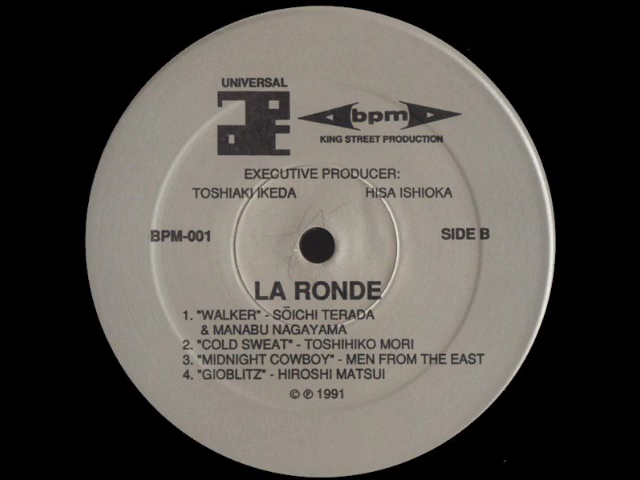 UNIVERSAL
bpm
KING STREET PRODUCTION
EXECUTIVE PRODUCER:
TOSHIAKI IKEDA HISA ISHIOKA
BPM-001 SIDE B
LA RONDE
1. "WALKER" - SŌICHI TERADA
& MANABU NAGAYAMA
2. "COLD SWEAT" - TOSHIHIKO MORI
3. "MIDNIGHT COWBOY" - MEN FROM THE EAST
4. "GIOBLITZ" - HIROSHI MATSUI
© ℗ 1991